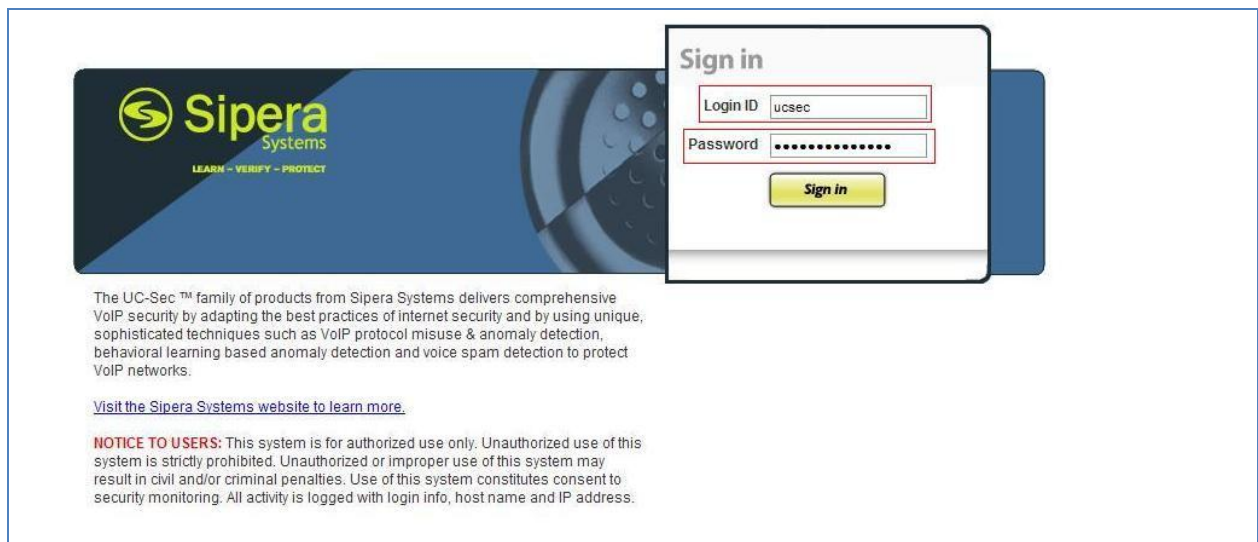 Sign in
Sipera
Systems
LEARN – VERIFY – PROTECT
Login ID ucsec
Password ••••••••••••••
Sign in
The UC-Sec ™ family of products from Sipera Systems delivers comprehensive
VoIP security by adapting the best practices of internet security and by using unique,
sophisticated techniques such as VoIP protocol misuse & anomaly detection,
behavioral learning based anomaly detection and voice spam detection to protect
VoIP networks.
Visit the Sipera Systems website to learn more.
NOTICE TO USERS: This system is for authorized use only. Unauthorized use of this
system is strictly prohibited. Unauthorized or improper use of this system may
result in civil and/or criminal penalties. Use of this system constitutes consent to
security monitoring. All activity is logged with login info, host name and IP address.